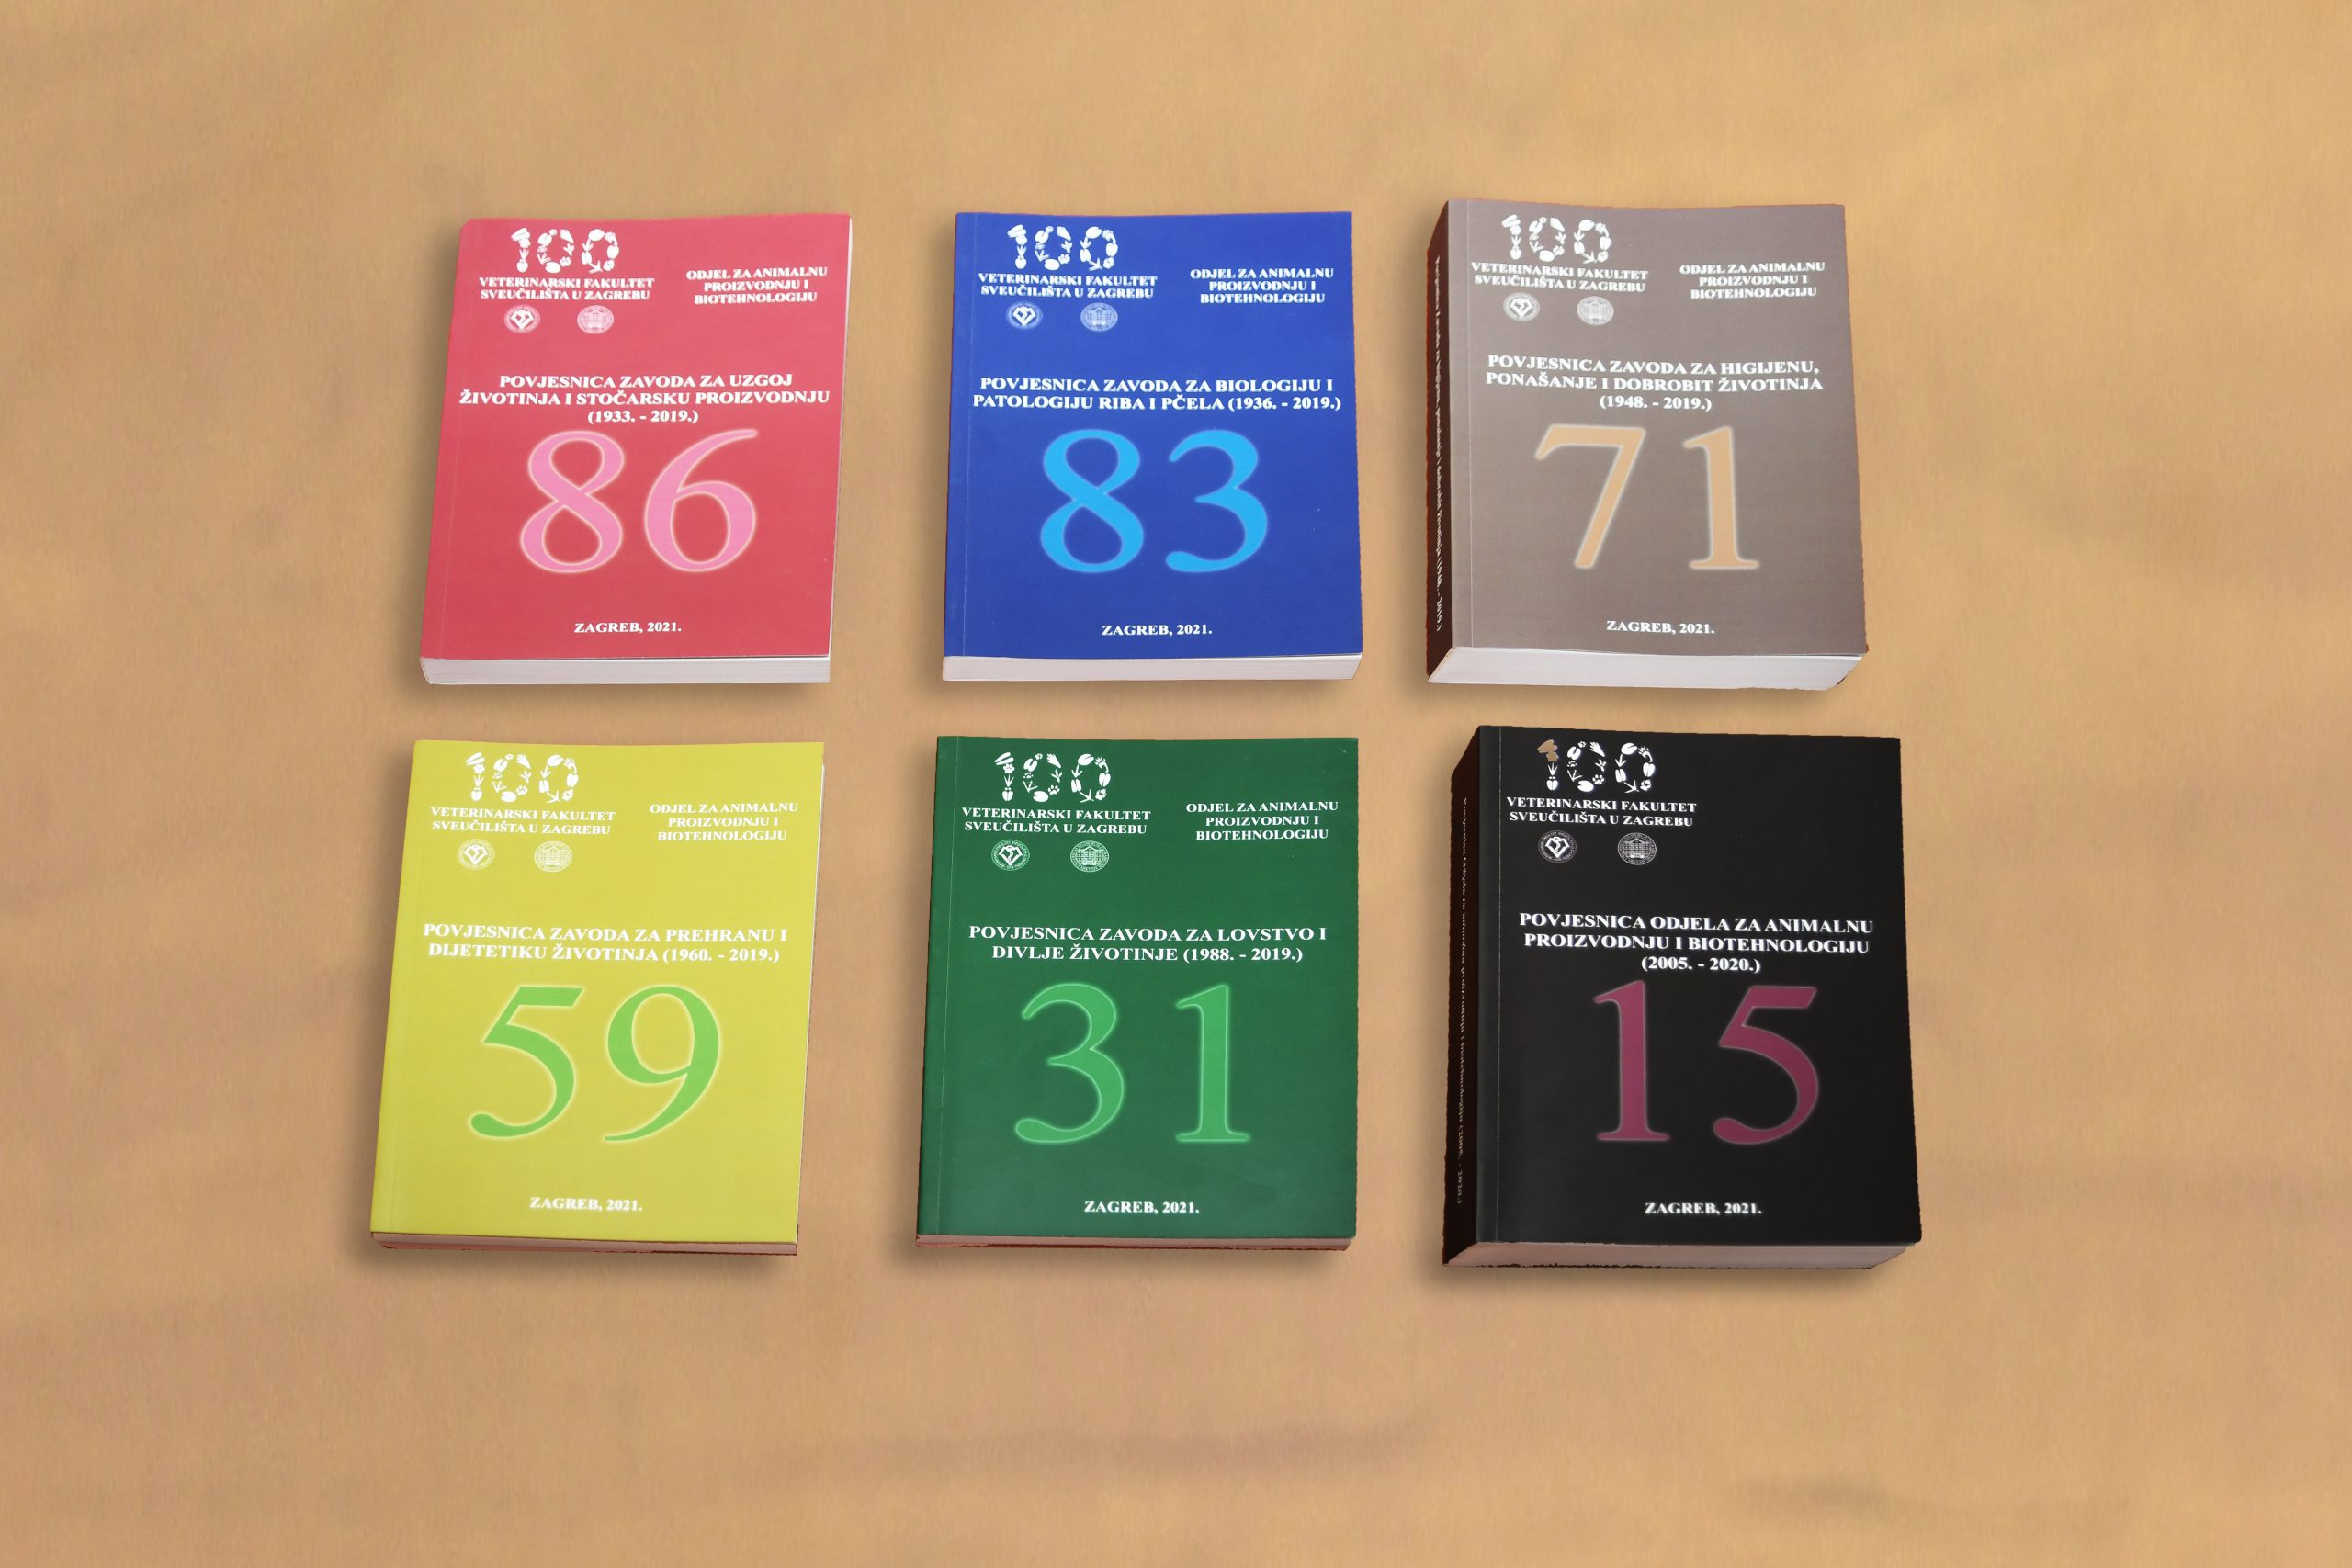 100
VETERINARSKI FAKULTET
SVEUČILIŠTA U ZAGREBU
ODJEL ZA ANIMALNU
PROIZVODNJU I
BIOTEHNOLOGIJU
POVJESNICA ZAVODA ZA UZGOJ
ŽIVOTINJA I STOČARSKU PROIZVODNJU
(1933. - 2019.)
86
ZAGREB, 2021.
100
VETERINARSKI FAKULTET
SVEUČILIŠTA U ZAGREBU
ODJEL ZA ANIMALNU
PROIZVODNJU I
BIOTEHNOLOGIJU
POVJESNICA ZAVODA ZA BIOLOGIJU I
PATOLOGIJU RIBA I PČELA (1936. - 2019.)
83
ZAGREB, 2021.
100
VETERINARSKI FAKULTET
SVEUČILIŠTA U ZAGREBU
ODJEL ZA ANIMALNU
PROIZVODNJU I
BIOTEHNOLOGIJU
POVJESNICA ZAVODA ZA HIGIJENU,
PONAŠANJE I DOBROBIT ŽIVOTINJA
(1948. - 2019.)
71
ZAGREB, 2021.
100
VETERINARSKI FAKULTET
SVEUČILIŠTA U ZAGREBU
ODJEL ZA ANIMALNU
PROIZVODNJU I
BIOTEHNOLOGIJU
POVJESNICA ZAVODA ZA PREHRANU I
DIJETETIKU ŽIVOTINJA (1960. - 2019.)
59
ZAGREB, 2021.
100
VETERINARSKI FAKULTET
SVEUČILIŠTA U ZAGREBU
ODJEL ZA ANIMALNU
PROIZVODNJU I
BIOTEHNOLOGIJU
POVJESNICA ZAVODA ZA LOVSTVO I
DIVLJE ŽIVOTINJE (1988. - 2019.)
31
ZAGREB, 2021.
100
VETERINARSKI FAKULTET
SVEUČILIŠTA U ZAGREBU
POVJESNICA ODJELA ZA ANIMALNU
PROIZVODNJU I BIOTEHNOLOGIJU
(2005. - 2020.)
15
ZAGREB, 2021.